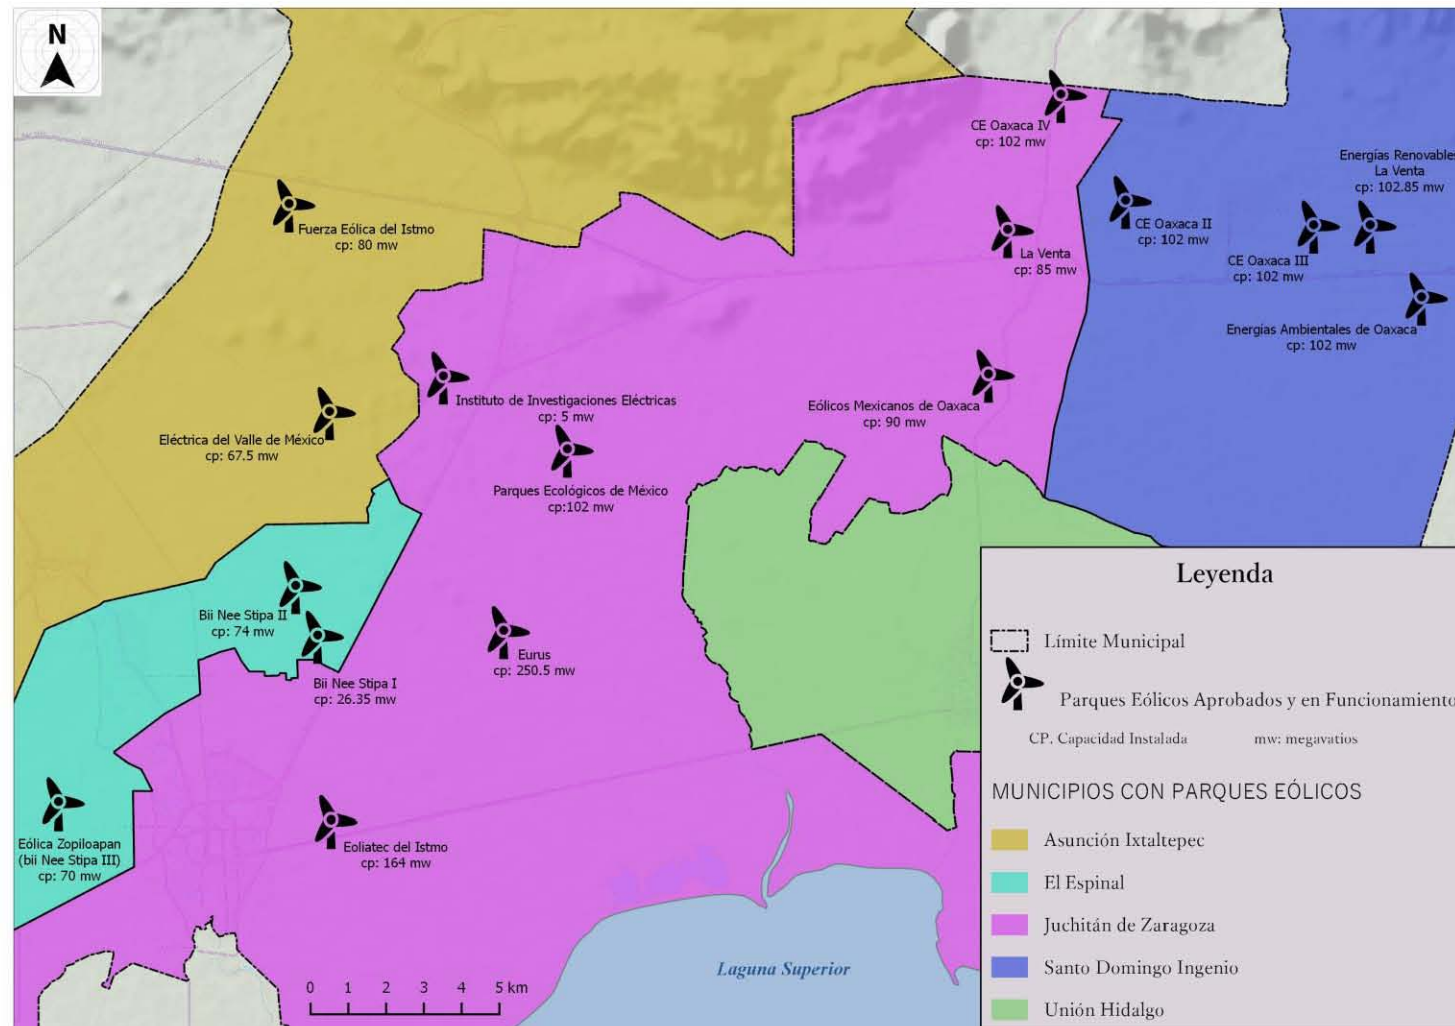 N
CE Oaxaca IV
cp: 102 mw
Energías Renovables
La Venta
cp: 102.85 mw
Fuerza Eólica del Istmo
cp: 80 mw
CE Oaxaca II
cp: 102 mw
La Venta
cp: 85 mw
CE Oaxaca III
cp: 102 mw
Energías Ambientales de Oaxaca
cp: 102 mw
Instituto de Investigaciones Eléctricas
cp: 5 mw
Eólicos Mexicanos de Oaxaca
cp: 90 mw
Eléctrica del Valle de México
cp: 67.5 mw
Parques Ecológicos de México
cp:102 mw
Bii Nee Stipa II
cp: 74 mw
Eurus
cp: 250.5 mw
Bii Nee Stipa I
cp: 26.35 mw
Eólica Zopiloapan
(bii Nee Stipa III)
cp: 70 mw
Eoliatec del Istmo
cp: 164 mw
Laguna Superior
0 1 2 3 4 5 km
Leyenda
Límite Municipal
Parques Eólicos Aprobados y en Funcionamiento
CP. Capacidad Instalada mw: megavatios
MUNICIPIOS CON PARQUES EÓLICOS
Asunción Ixtaltepec
El Espinal
Juchitán de Zaragoza
Santo Domingo Ingenio
Unión Hidalgo